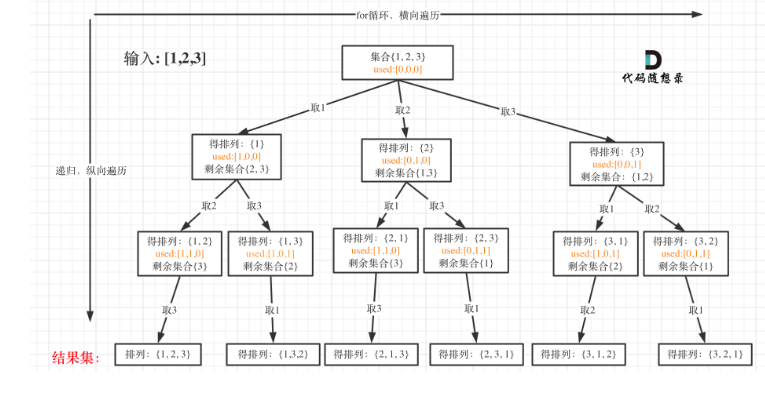 for循环，横向遍历
输入: [1,2,3]
集合{1, 2, 3}
used:[0,0,0]
代码随想录
取1
取2
取3
递归，纵向遍历
得排列：{1}
used:[1,0,0]
剩余集合{2, 3}
得排列：{2}
used:[0,1,0]
剩余集合{1,3}
得排列：{3}
used:[0,0,1]
剩余集合：{1,2}
取2
取3
取1
取3
取1
取2
得排列：{1, 2}
used:[1,1,0]
剩余集合{3}
得排列：{1, 3}
used:[1,0,1]
剩余集合{2}
得排列：{2, 1}
used:[1,1,0]
剩余集合{3}
得排列：{2, 3}
used:[0,1,1]
剩余集合{1}
得排列：{3, 1}
used:[1,0,1]
剩余集合{2}
得排列：{3, 2}
used:[0,1,1]
剩余集合{1}
取3
取1
取3
取1
取2
取1
结果集：
排列：{1, 2, 3}
得排列：{1,3,2}
得排列：{2, 1, 3}
得排列：{2, 3, 1}
得排列：{3, 1, 2}
得排列：{3, 2, 1}